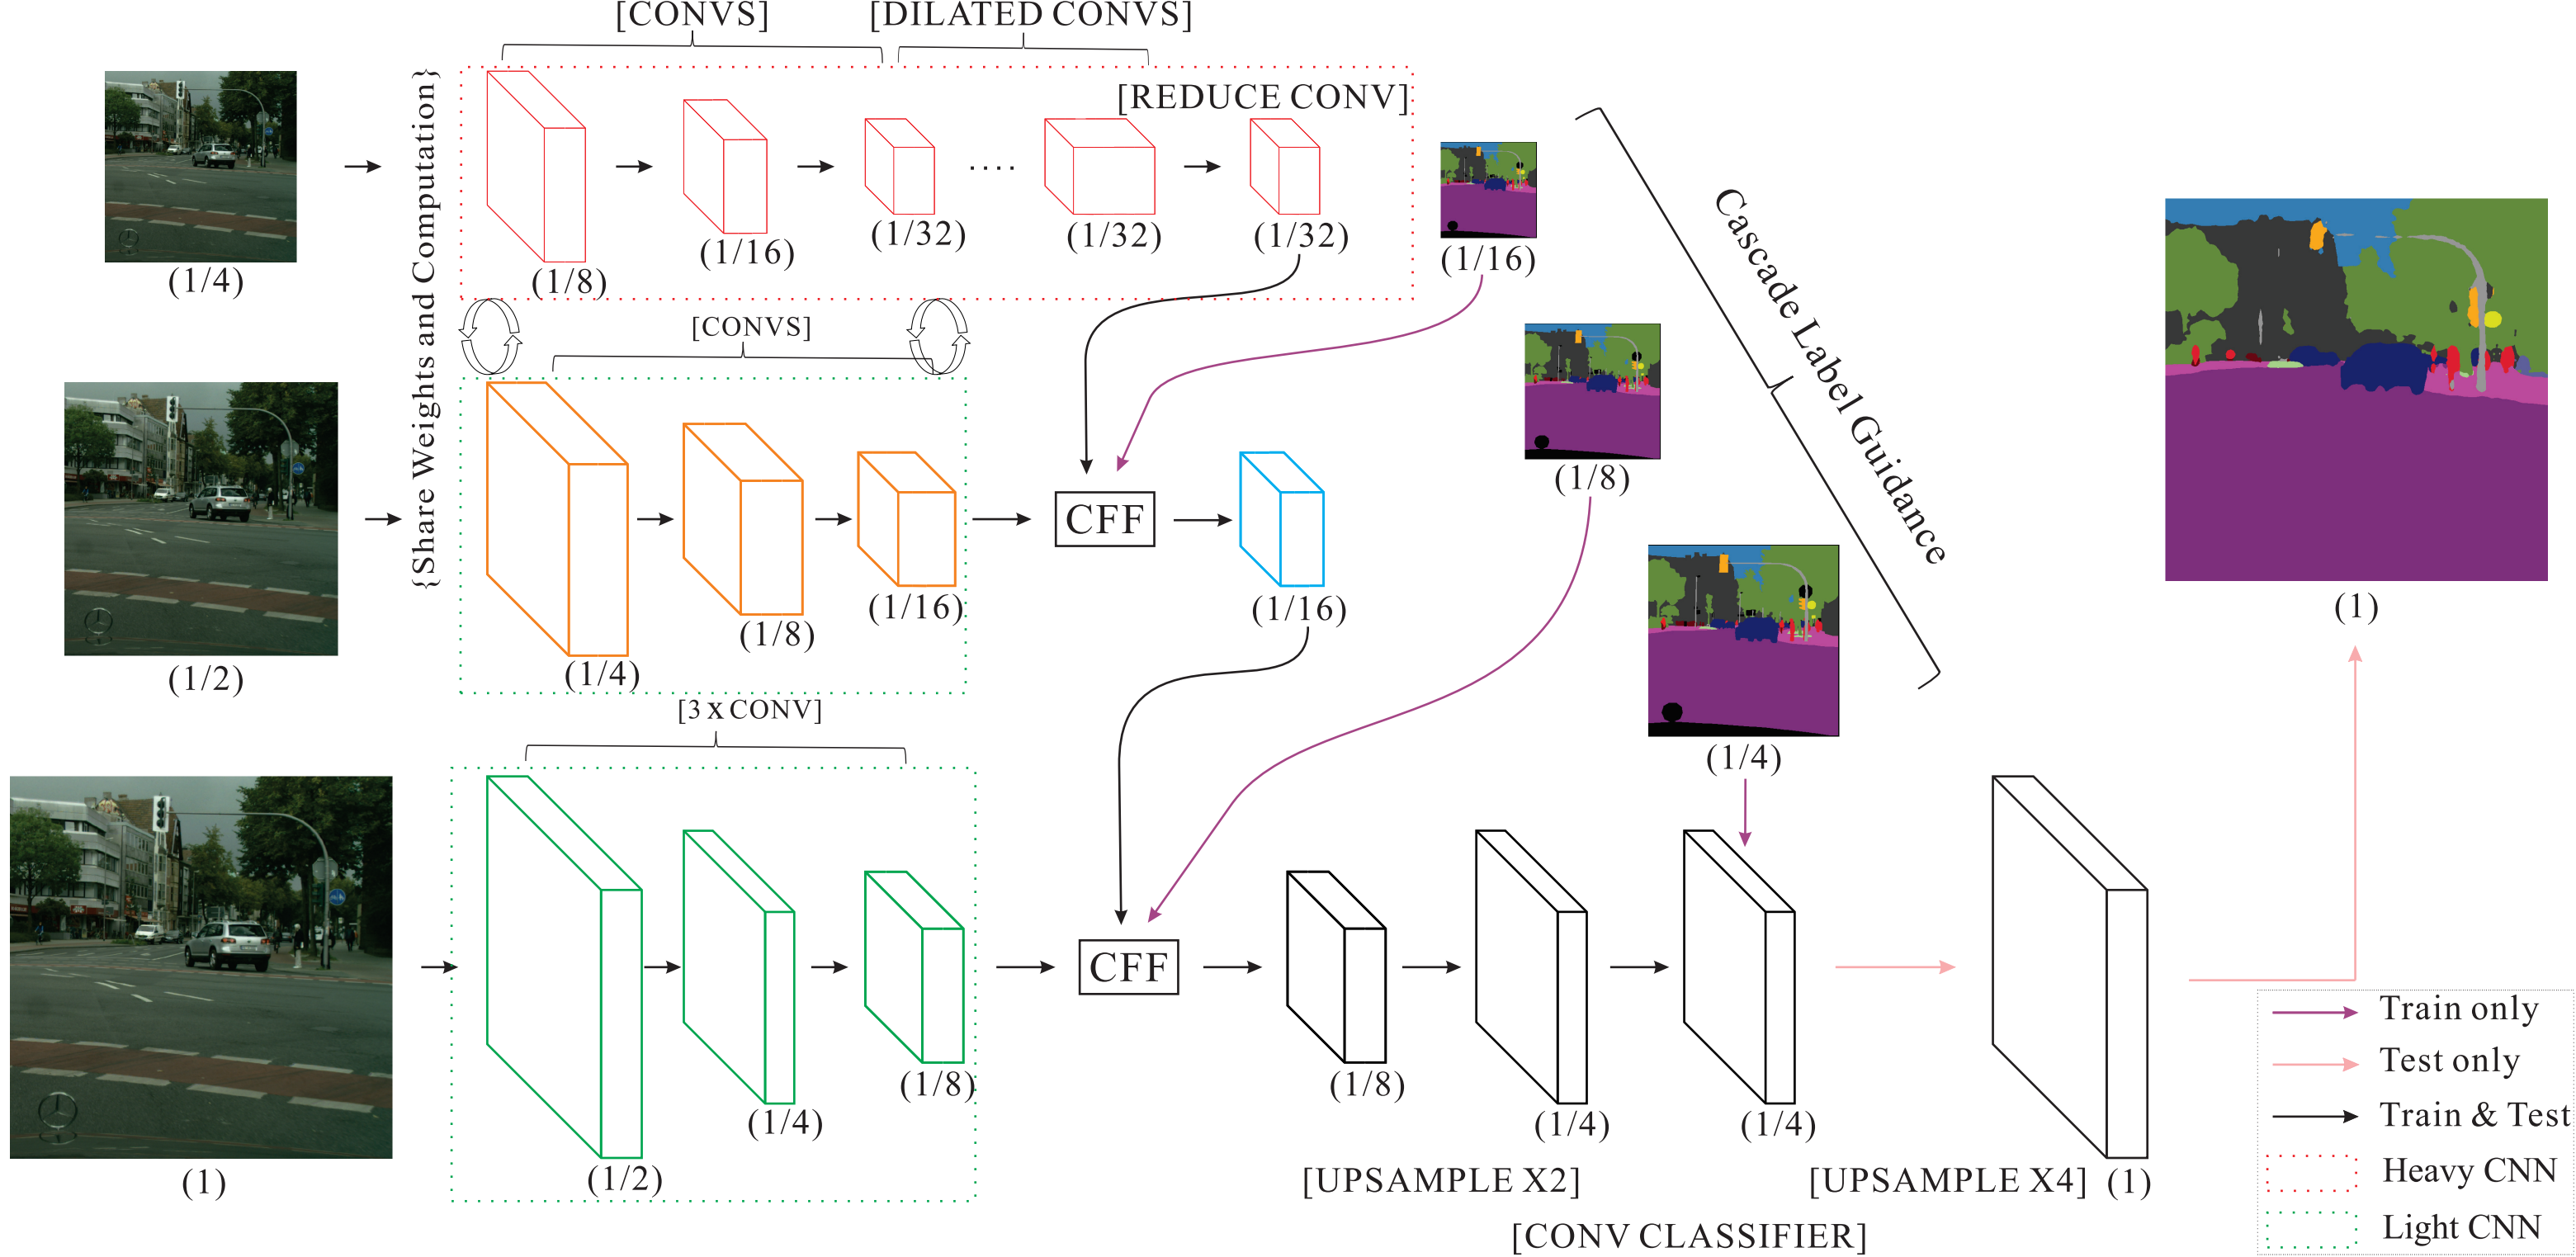 [CONVS]
[DILATED CONVS]
{Share Weights and Computation}
[REDUCE CONV]
(1/4)
(1/8)
(1/16)
(1/32)
(1/32)
(1/32)
(1/16)
Cascade Label Guidance
[CONVS]
(1/2)
(1/4)
(1/8)
(1/16)
CFF
(1/16)
(1/8)
(1/4)
(1)
[3 X CONV]
(1)
(1/2)
(1/4)
(1/8)
CFF
(1/8)
(1/4)
(1/4)
[UPSAMPLE X2]
[UPSAMPLE X4]
(1)
[CONV CLASSIFIER]
Train only
Test only
Train & Test
Heavy CNN
Light CNN